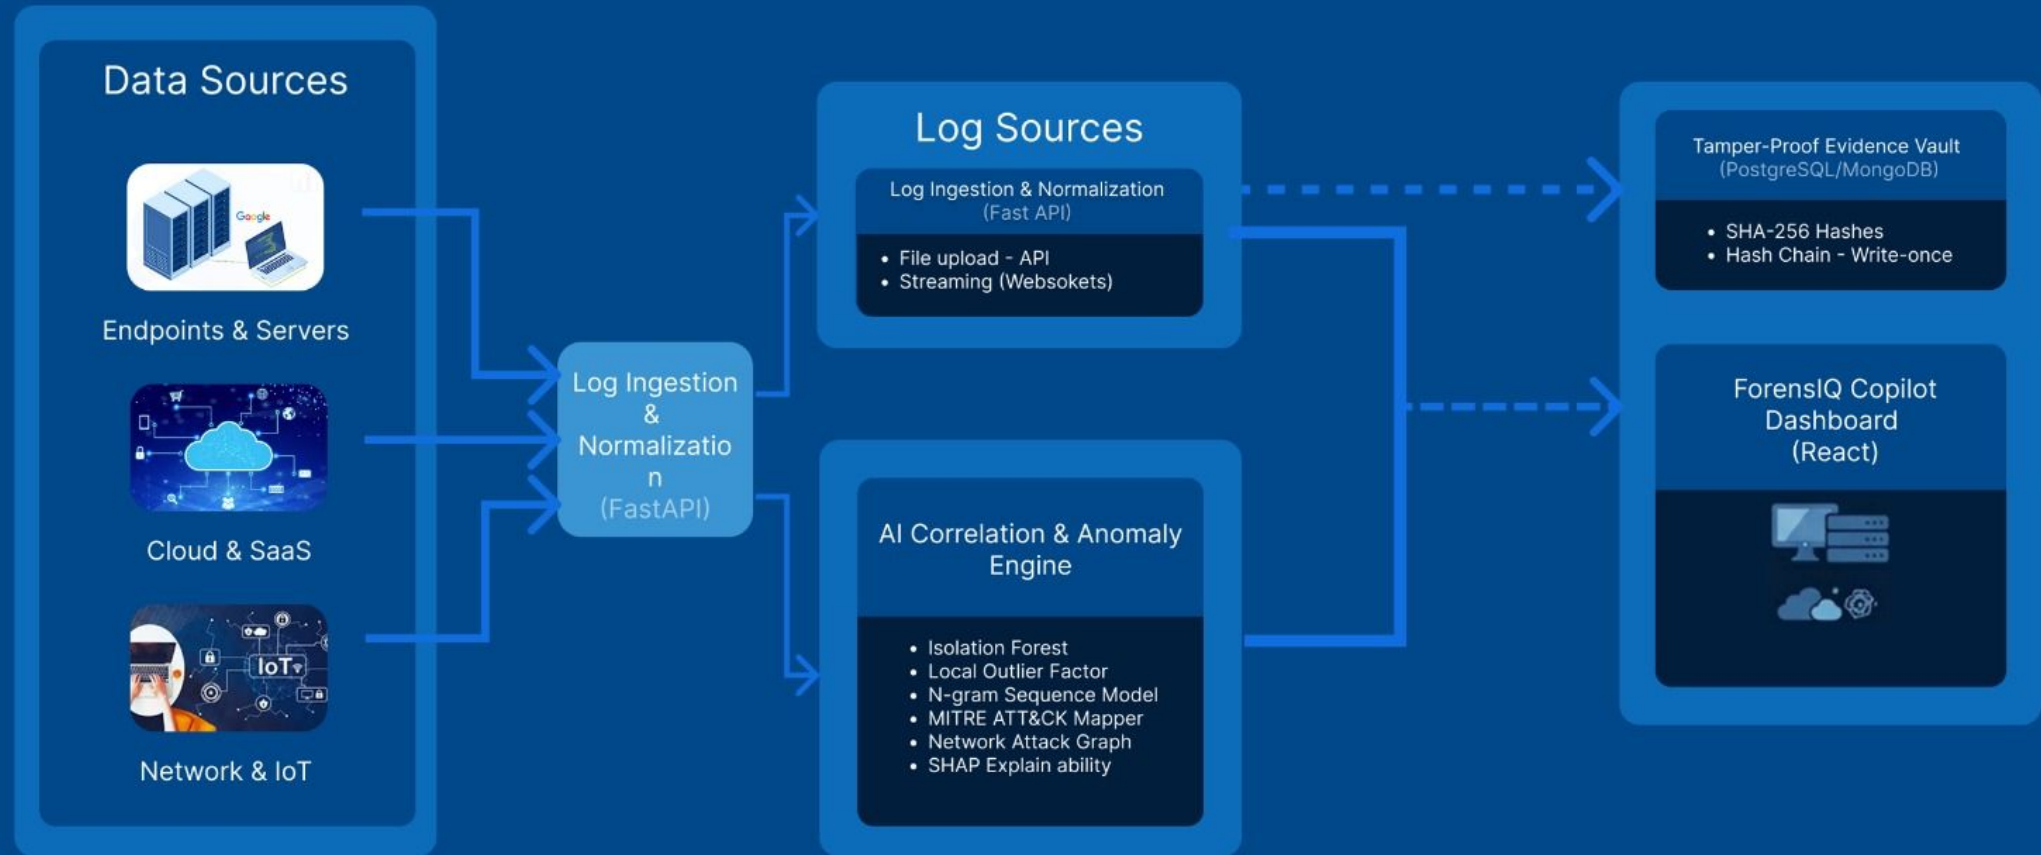 Data Sources
Google
Endpoints & Servers
Cloud & SaaS
IoT
Network & IoT
Log Ingestion
&
Normalizatio
n
(FastAPI)
Log Sources
Log Ingestion & Normalization
(Fast API)
• File upload - API
• Streaming (Websokets)
AI Correlation & Anomaly
Engine
• Isolation Forest
• Local Outlier Factor
• N-gram Sequence Model
• MITRE ATT&CK Mapper
• Network Attack Graph
• SHAP Explain ability
Tamper-Proof Evidence Vault
(PostgreSQL/MongoDB)
• SHA-256 Hashes
• Hash Chain - Write-once
ForensIQ Copilot
Dashboard
(React)